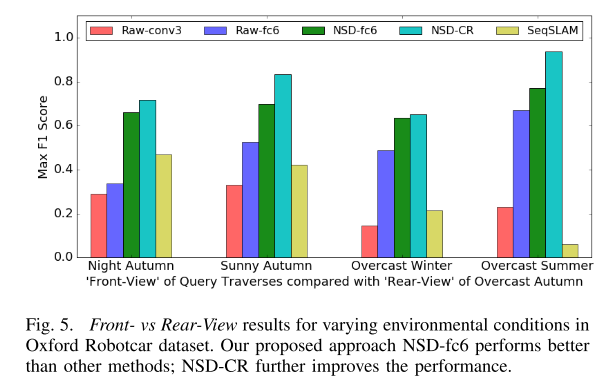 Raw-conv3 Raw-fc6 NSD-fc6 NSD-CR SeqSLAM
1.0
0.8
0.6
0.4
0.2
0.0
Max F1 Score
Night Autumn Sunny Autumn Overcast Winter Overcast Summer
'Front-View' of Query Traverses compared with 'Rear-View' of Overcast Autumn
Fig. 5. Front- vs Rear-View results for varying environmental conditions in
Oxford Robotcar dataset. Our proposed approach NSD-fc6 performs better
than other methods; NSD-CR further improves the performance.